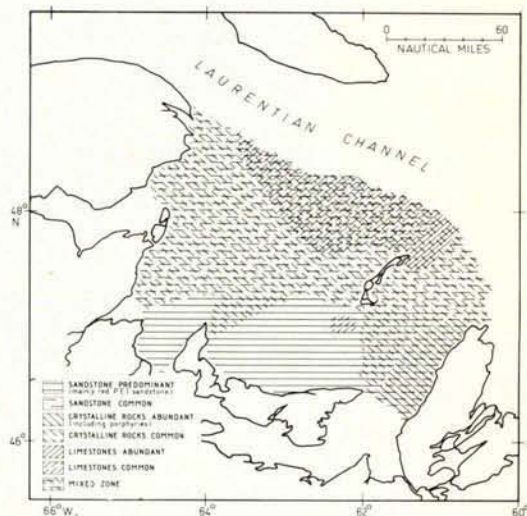 0 60
NAUTICAL MILES
LAURENTIAN CHANNEL
48°
N
46°
SANDSTONE PREDOMINANT
(mainly red P.E.I. sandstone)
SANDSTONE COMMON
CRYSTALLINE ROCKS ABUNDANT
(including porphyries)
CRYSTALLINE ROCKS COMMON
LIMESTONES ABUNDANT
LIMESTONES COMMON
MIXED ZONE
66°W. 64° 62° 60°